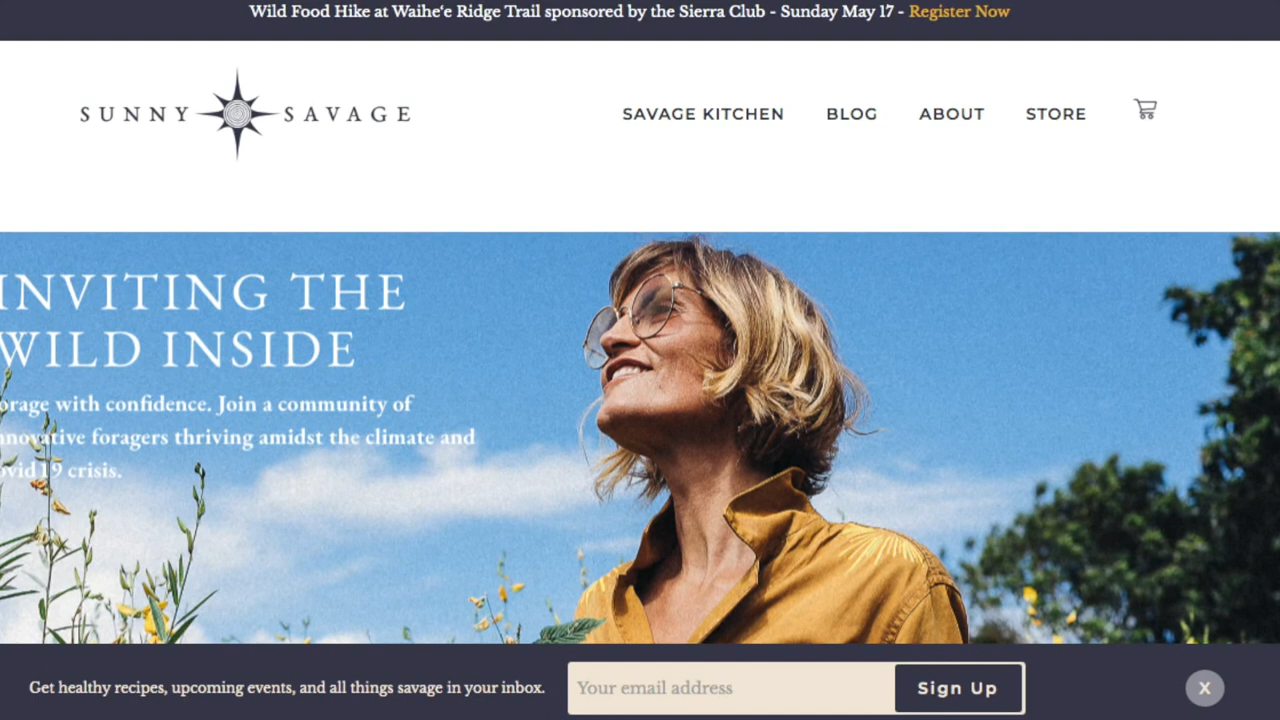 Wild Food Hike at Waihe‘e Ridge Trail sponsored by the Sierra Club - Sunday May 17 - Register Now
SUNNY SAVAGE
SAVAGE KITCHEN BLOG ABOUT STORE
INVITING THE
WILD INSIDE
orage with confidence. Join a community of
nnovative foragers thriving amidst the climate and
ovid 19 crisis.
Get healthy recipes, upcoming events, and all things savage in your inbox.
Your email address
Sign Up
X